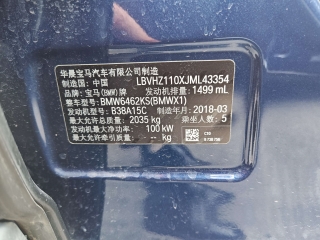 华晨宝马汽车有限公司制造
制造国: 中国 LBVHZ110XJML43354
品牌: 宝马(BMW)牌 发动机排量: 1499 mL
整车型号: BMW6462KS(BMWX1)
发动机型号: B38A15C 制造年月: 2018-03
最大允许总质量: 2035 kg 乘坐人数: 5
发动机最大净功率: 100 kW
最大允许牵引质量: -- kg